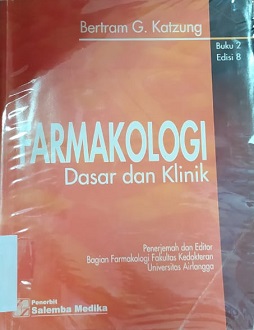 Bertram G. Katzung
Buku 2
Edisi 8
FARMAKOLOGI
Dasar dan Klinik
Penerjemah dan Editor
Bagian Farmakologi Fakultas Kedokteran
Universitas Airlangga
Penerbit
Salemba Medika